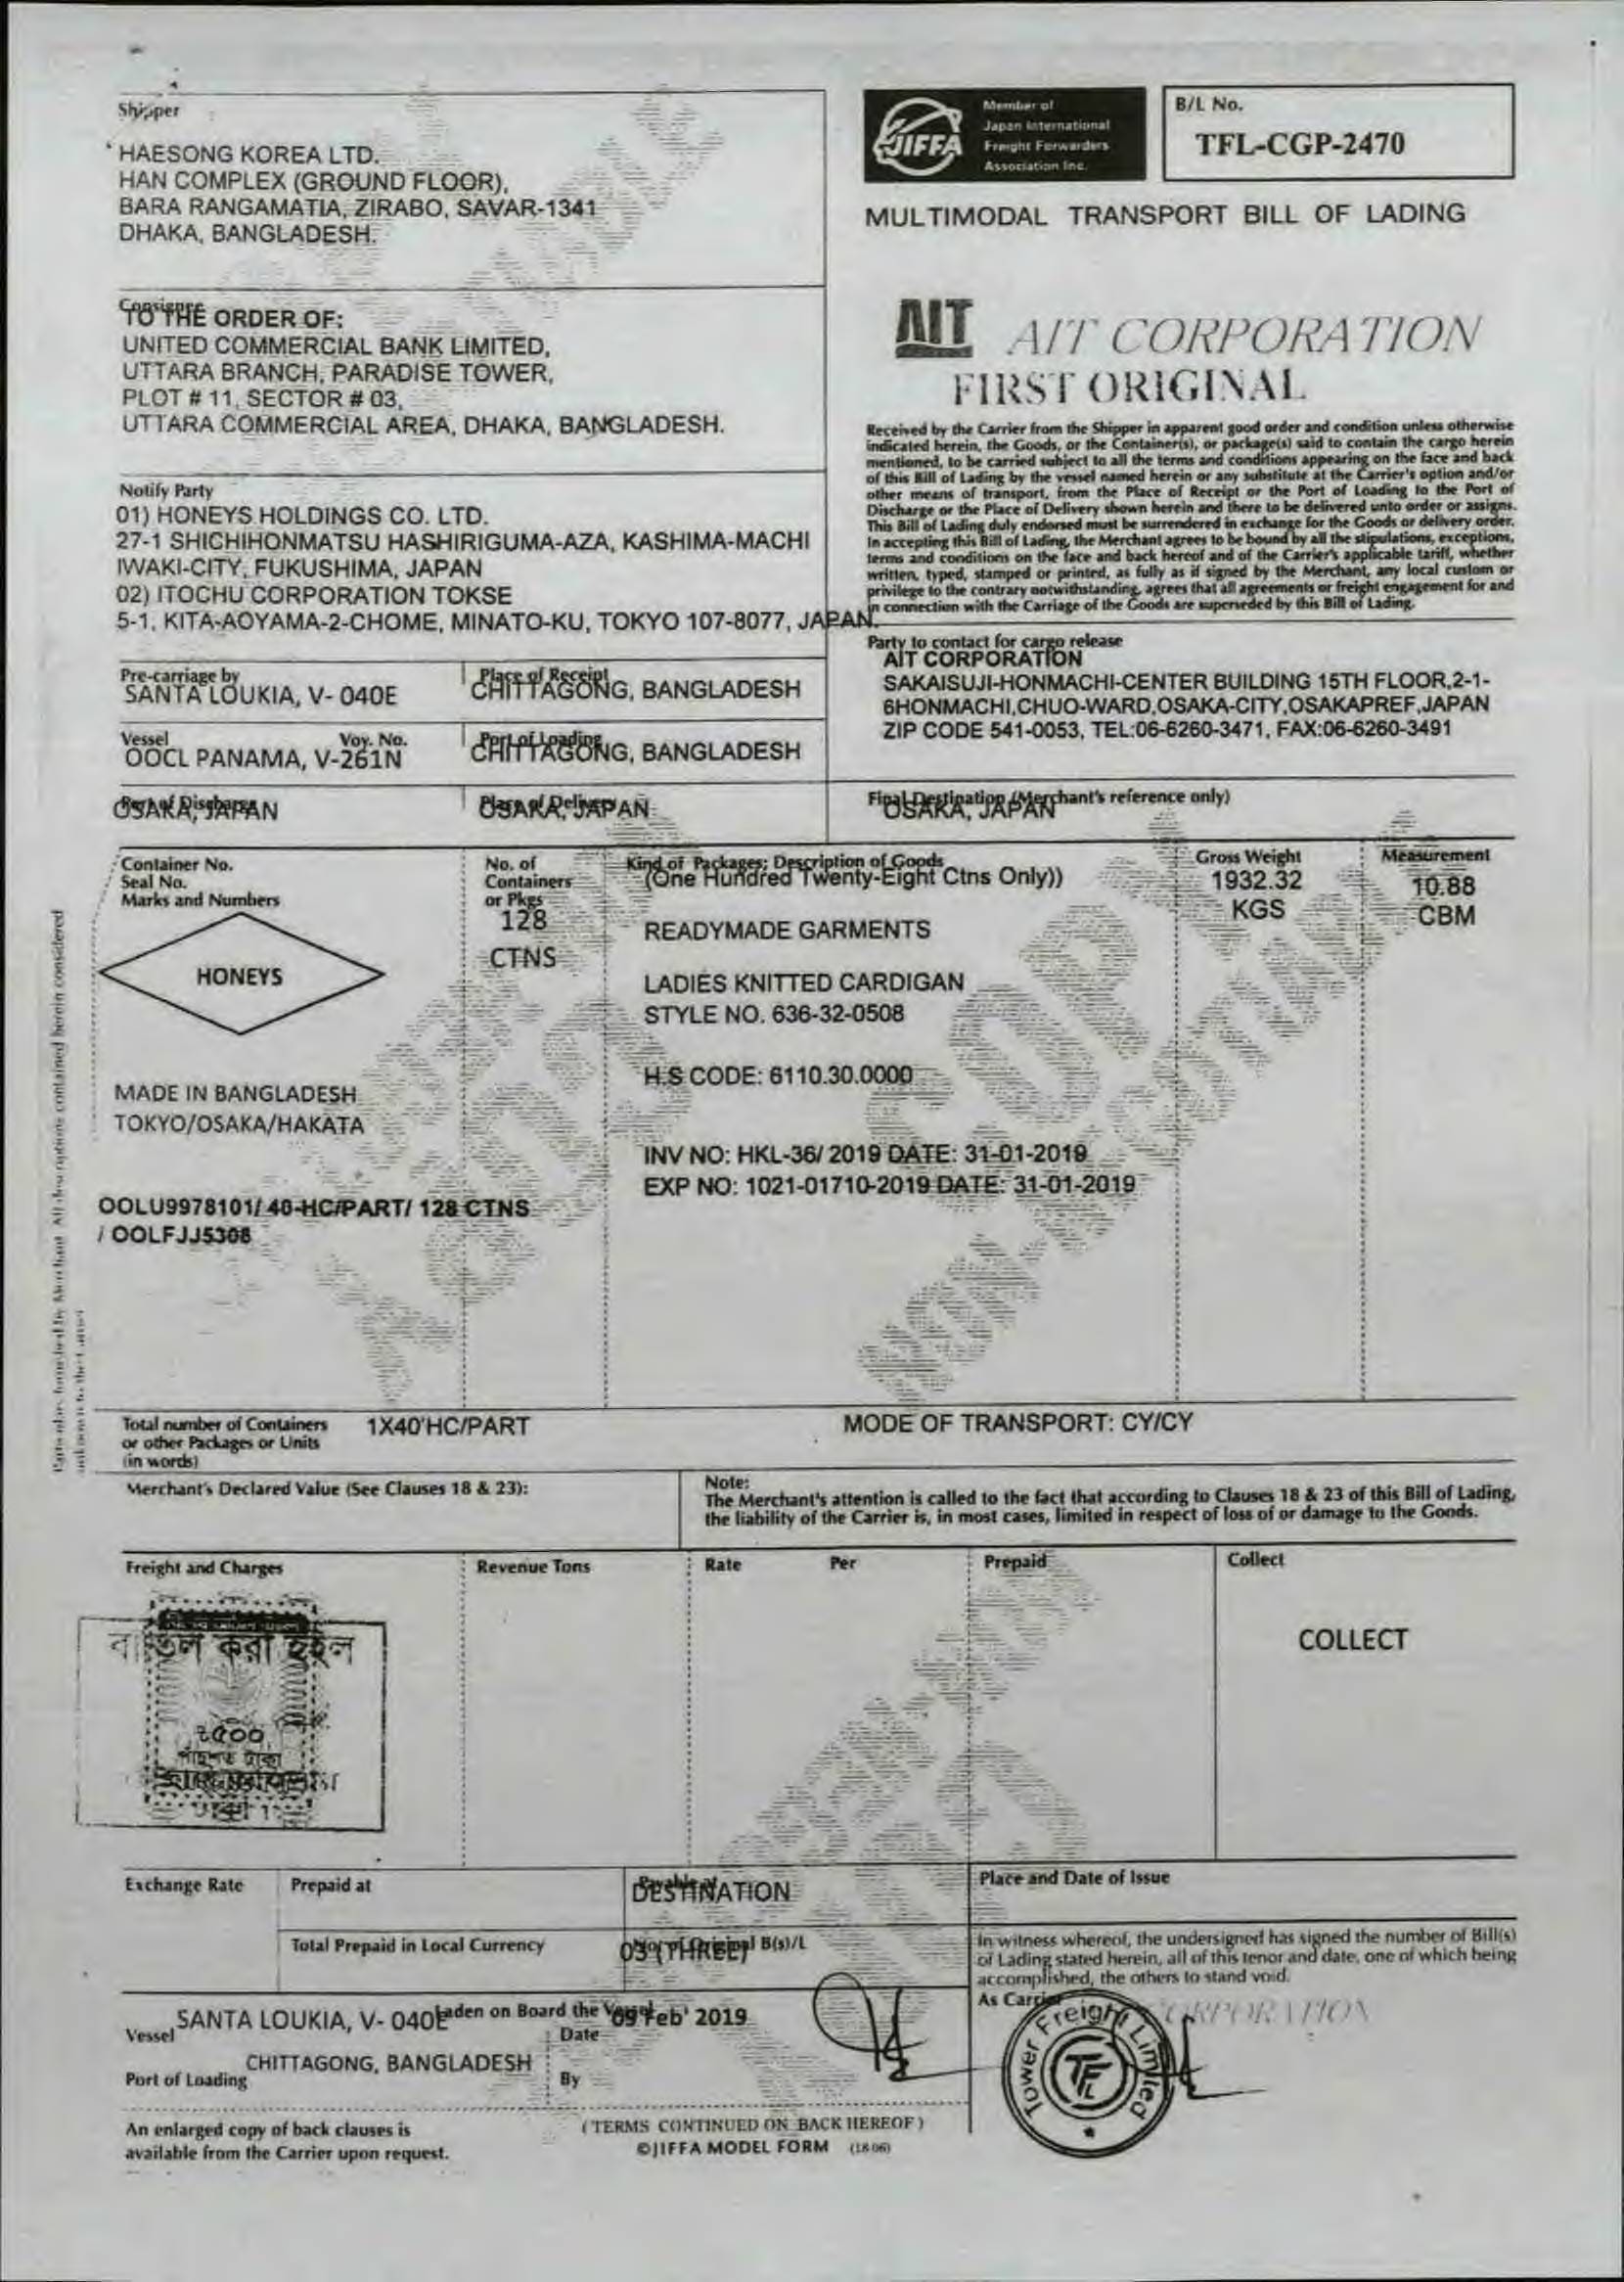 Shipper
HAESONG KOREA LTD.
HAN COMPLEX (GROUND FLOOR),
BARA RANGAMATIA, ZIRABO, SAVAR-1341
DHAKA, BANGLADESH.
JIFFA
Member of
Japan International
Freight Forwarders
Association Inc.
B/L No.
TFL-CGP-2470
MULTIMODAL TRANSPORT BILL OF LADING
Consignee
TO THE ORDER OF:
UNITED COMMERCIAL BANK LIMITED,
UTTARA BRANCH, PARADISE TOWER,
PLOT # 11, SECTOR # 03,
UTTARA COMMERCIAL AREA, DHAKA, BANGLADESH.
AIT AIT CORPORATION
FIRST ORIGINAL
Received by the Carrier from the Shipper in apparent good order and condition unless otherwise
indicated herein, the Goods, or the Container(s), or package(s) said to contain the cargo herein
mentioned, to be carried subject to all the terms and conditions appearing on the face and back
of this Bill of Lading by the vessel named herein or any substitute at the Carrier's option and/or
other means of transport, from the Place of Receipt or the Port of Loading to the Port of
Discharge or the Place of Delivery shown herein and there to be delivered unto order or assigns.
This Bill of Lading duly endorsed must be surrendered in exchange for the Goods or delivery order.
In accepting this Bill of Lading, the Merchant agrees to be bound by all the stipulations, exceptions,
terms and conditions on the face and back hereof and of the Carrier's applicable tariff, whether
written, typed, stamped or printed, as fully as if signed by the Merchant, any local custom or
privilege to the contrary notwithstanding, agrees that all agreements or freight engagement for and
in connection with the Carriage of the Goods are superseded by this Bill of Lading.
Notify Party
01) HONEYS HOLDINGS CO. LTD.
27-1 SHICHIHONMATSU HASHIRIGUMA-AZA, KASHIMA-MACHI
IWAKI-CITY, FUKUSHIMA, JAPAN
02) ITOCHU CORPORATION TOKSE
5-1, KITA-AOYAMA-2-CHOME, MINATO-KU, TOKYO 107-8077, JAPAN.
Party to contact for cargo release
AIT CORPORATION
SAKAISUJI-HONMACHI-CENTER BUILDING 15TH FLOOR,2-1-
6HONMACHI,CHUO-WARD,OSAKA-CITY,OSAKAPREF,JAPAN
ZIP CODE 541-0053, TEL:06-6260-3471, FAX:06-6260-3491
Pre-carriage by
SANTA LOUKIA, V- 040E
Place of Receipt
CHITTAGONG, BANGLADESH
Vessel Voy. No.
OOCL PANAMA, V-261N
Port of Loading
CHITTAGONG, BANGLADESH
Port of Discharge
OSAKA, JAPAN
Place of Delivery
OSAKA, JAPAN
Final Destination (Merchant's reference only)
OSAKA, JAPAN
Container No.
Seal No.
Marks and Numbers
No. of
Containers
or Pkgs
128
CTNS
Kind of Packages; Description of Goods
(One Hundred Twenty-Eight Ctns Only))
Gross Weight
1932.32
KGS
Measurement
10.88
CBM
HONEYS
READYMADE GARMENTS
LADIES KNITTED CARDIGAN
STYLE NO. 636-32-0508
H.S CODE: 6110.30.0000
MADE IN BANGLADESH
TOKYO/OSAKA/HAKATA
INV NO: HKL-36/ 2019 DATE: 31-01-2019
EXP NO: 1021-01710-2019 DATE: 31-01-2019
OOLU9978101/ 40-HC/PART/ 128 CTNS
/ OOLFJJ5308
Total number of Containers
or other Packages or Units
(in words)
1X40'HC/PART
MODE OF TRANSPORT: CY/CY
Merchant's Declared Value (See Clauses 18 & 23):
Note:
The Merchant's attention is called to the fact that according to Clauses 18 & 23 of this Bill of Lading,
the liability of the Carrier is, in most cases, limited in respect of loss of or damage to the Goods.
Freight and Charges
Revenue Tons
Rate Per
Prepaid
Collect
COLLECT
বাতিল করা হইল
৳৫০০
পাঁচশত টাকা
Exchange Rate
Prepaid at
Payable at
DESTINATION
Place and Date of Issue
Total Prepaid in Local Currency
No. of Original B(s)/L
03 (THREE)
In witness whereof, the undersigned has signed the number of Bill(s)
of Lading stated herein, all of this tenor and date, one of which being
accomplished, the others to stand void.
As Carrier
CORPORATION
Tower Freight Limited
TFL
Laden on Board the Vessel
Vessel SANTA LOUKIA, V- 040E
Date 09 Feb' 2019
Port of Loading CHITTAGONG, BANGLADESH
By
An enlarged copy of back clauses is
available from the Carrier upon request.
(TERMS CONTINUED ON BACK HEREOF)
©JIFFA MODEL FORM (18-06)